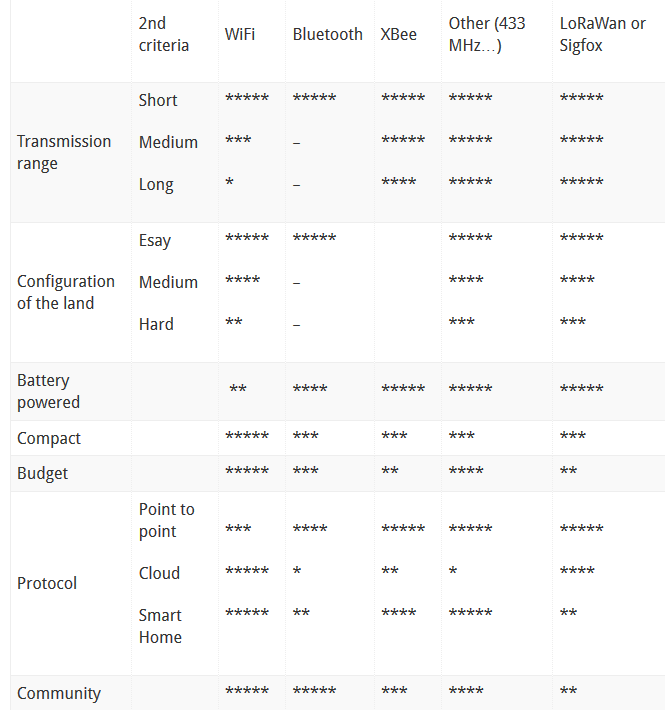 2nd criteria WiFi Bluetooth XBee Other (433 MHz…) LoRaWan or Sigfox
Transmission range
Short ***** ***** ***** ***** *****
Medium *** – ***** ***** *****
Long * – **** ***** *****
Configuration of the land
Esay ***** ***** ***** *****
Medium **** – **** ****
Hard ** – *** ***
Battery powered ** **** ***** ***** *****
Compact ***** *** *** *** ***
Budget ***** *** ** **** **
Protocol
Point to point *** **** ***** ***** *****
Cloud ***** * ** * ****
Smart Home ***** ** **** ***** **
Community ***** ***** *** **** **